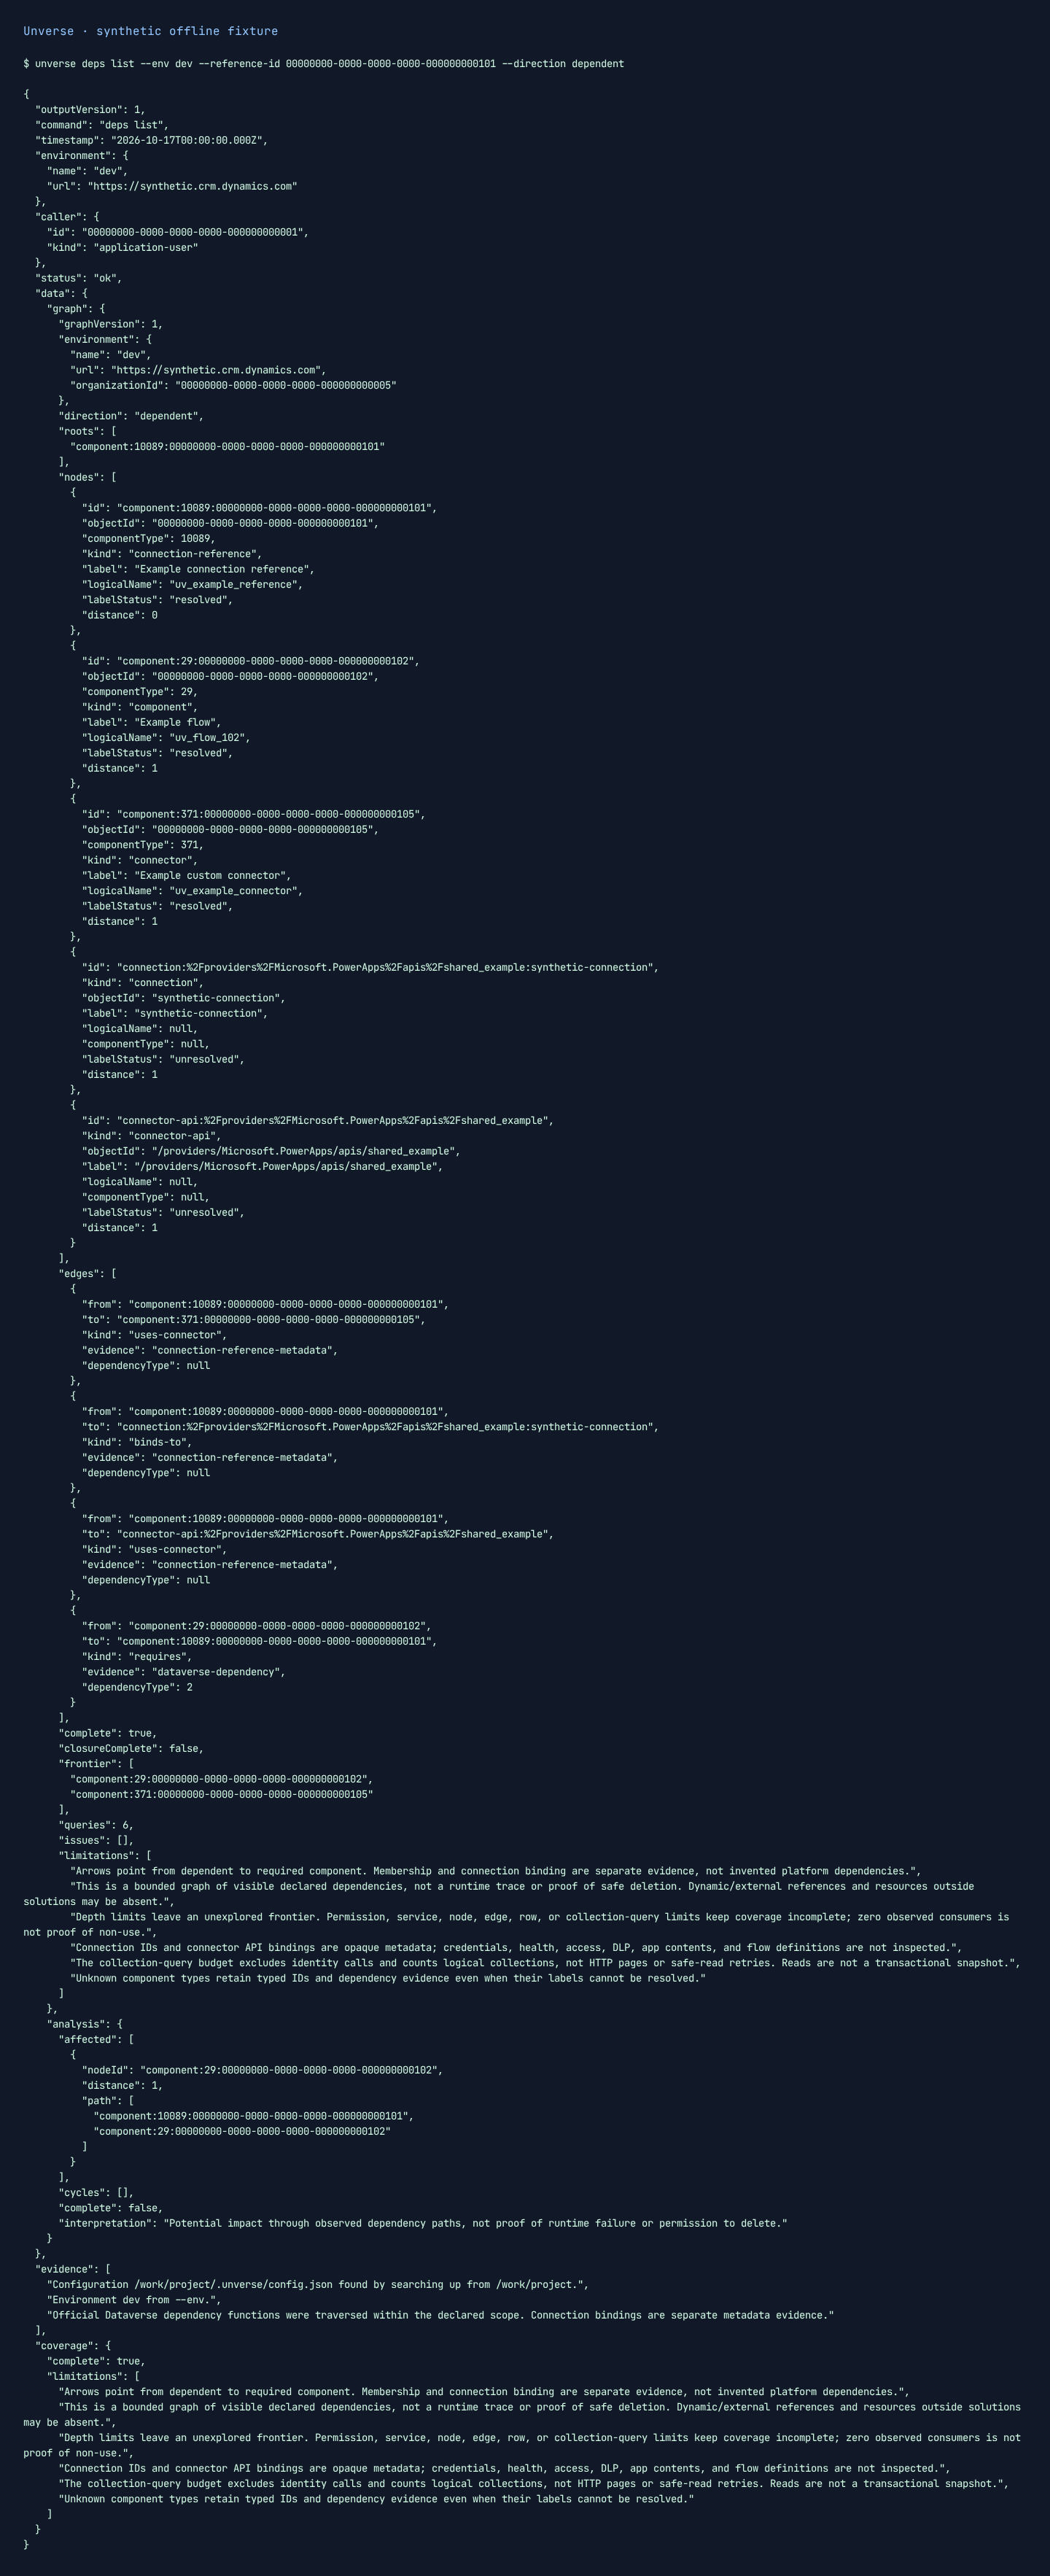 Unverse · synthetic offline fixture
$ unverse deps list --env dev --reference-id 00000000-0000-0000-0000-000000000101 --direction dependent
{
  "outputVersion": 1,
  "command": "deps list",
  "timestamp": "2026-10-17T00:00:00.000Z",
  "environment": {
    "name": "dev",
    "url": "https://synthetic.crm.dynamics.com"
  },
  "caller": {
    "id": "00000000-0000-0000-0000-000000000001",
    "kind": "application-user"
  },
  "status": "ok",
  "data": {
    "graph": {
      "graphVersion": 1,
      "environment": {
        "name": "dev",
        "url": "https://synthetic.crm.dynamics.com",
        "organizationId": "00000000-0000-0000-0000-000000000005"
      },
      "direction": "dependent",
      "roots": [
        "component:10089:00000000-0000-0000-0000-000000000101"
      ],
      "nodes": [
        {
          "id": "component:10089:00000000-0000-0000-0000-000000000101",
          "objectId": "00000000-0000-0000-0000-000000000101",
          "componentType": 10089,
          "kind": "connection-reference",
          "label": "Example connection reference",
          "logicalName": "uv_example_reference",
          "labelStatus": "resolved",
          "distance": 0
        },
        {
          "id": "component:29:00000000-0000-0000-0000-000000000102",
          "objectId": "00000000-0000-0000-0000-000000000102",
          "componentType": 29,
          "kind": "component",
          "label": "Example flow",
          "logicalName": "uv_flow_102",
          "labelStatus": "resolved",
          "distance": 1
        },
        {
          "id": "component:371:00000000-0000-0000-0000-000000000105",
          "objectId": "00000000-0000-0000-0000-000000000105",
          "componentType": 371,
          "kind": "connector",
          "label": "Example custom connector",
          "logicalName": "uv_example_connector",
          "labelStatus": "resolved",
          "distance": 1
        },
        {
          "id": "connection:%2Fproviders%2FMicrosoft.PowerApps%2Fapis%2Fshared_example:synthetic-connection",
          "kind": "connection",
          "objectId": "synthetic-connection",
          "label": "synthetic-connection",
          "logicalName": null,
          "componentType": null,
          "labelStatus": "unresolved",
          "distance": 1
        },
        {
          "id": "connector-api:%2Fproviders%2FMicrosoft.PowerApps%2Fapis%2Fshared_example",
          "kind": "connector-api",
          "objectId": "/providers/Microsoft.PowerApps/apis/shared_example",
          "label": "/providers/Microsoft.PowerApps/apis/shared_example",
          "logicalName": null,
          "componentType": null,
          "labelStatus": "unresolved",
          "distance": 1
        }
      ],
      "edges": [
        {
          "from": "component:10089:00000000-0000-0000-0000-000000000101",
          "to": "component:371:00000000-0000-0000-0000-000000000105",
          "kind": "uses-connector",
          "evidence": "connection-reference-metadata",
          "dependencyType": null
        },
        {
          "from": "component:10089:00000000-0000-0000-0000-000000000101",
          "to": "connection:%2Fproviders%2FMicrosoft.PowerApps%2Fapis%2Fshared_example:synthetic-connection",
          "kind": "binds-to",
          "evidence": "connection-reference-metadata",
          "dependencyType": null
        },
        {
          "from": "component:10089:00000000-0000-0000-0000-000000000101",
          "to": "connector-api:%2Fproviders%2FMicrosoft.PowerApps%2Fapis%2Fshared_example",
          "kind": "uses-connector",
          "evidence": "connection-reference-metadata",
          "dependencyType": null
        },
        {
          "from": "component:29:00000000-0000-0000-0000-000000000102",
          "to": "component:10089:00000000-0000-0000-0000-000000000101",
          "kind": "requires",
          "evidence": "dataverse-dependency",
          "dependencyType": 2
        }
      ],
      "complete": true,
      "closureComplete": false,
      "frontier": [
        "component:29:00000000-0000-0000-0000-000000000102",
        "component:371:00000000-0000-0000-0000-000000000105"
      ],
      "queries": 6,
      "issues": [],
      "limitations": [
        "Arrows point from dependent to required component. Membership and connection binding are separate evidence, not invented platform dependencies.",
        "This is a bounded graph of visible declared dependencies, not a runtime trace or proof of safe deletion. Dynamic/external references and resources outside
solutions may be absent.",
        "Depth limits leave an unexplored frontier. Permission, service, node, edge, row, or collection-query limits keep coverage incomplete; zero observed consumers is
not proof of non-use.",
        "Connection IDs and connector API bindings are opaque metadata; credentials, health, access, DLP, app contents, and flow definitions are not inspected.",
        "The collection-query budget excludes identity calls and counts logical collections, not HTTP pages or safe-read retries. Reads are not a transactional snapshot.",
        "Unknown component types retain typed IDs and dependency evidence even when their labels cannot be resolved."
      ]
    },
    "analysis": {
      "affected": [
        {
          "nodeId": "component:29:00000000-0000-0000-0000-000000000102",
          "distance": 1,
          "path": [
            "component:10089:00000000-0000-0000-0000-000000000101",
            "component:29:00000000-0000-0000-0000-000000000102"
          ]
        }
      ],
      "cycles": [],
      "complete": false,
      "interpretation": "Potential impact through observed dependency paths, not proof of runtime failure or permission to delete."
    }
  },
  "evidence": [
    "Configuration /work/project/.unverse/config.json found by searching up from /work/project.",
    "Environment dev from --env.",
    "Official Dataverse dependency functions were traversed within the declared scope. Connection bindings are separate metadata evidence."
  ],
  "coverage": {
    "complete": true,
    "limitations": [
      "Arrows point from dependent to required component. Membership and connection binding are separate evidence, not invented platform dependencies.",
      "This is a bounded graph of visible declared dependencies, not a runtime trace or proof of safe deletion. Dynamic/external references and resources outside solutions
may be absent.",
      "Depth limits leave an unexplored frontier. Permission, service, node, edge, row, or collection-query limits keep coverage incomplete; zero observed consumers is not
proof of non-use.",
      "Connection IDs and connector API bindings are opaque metadata; credentials, health, access, DLP, app contents, and flow definitions are not inspected.",
      "The collection-query budget excludes identity calls and counts logical collections, not HTTP pages or safe-read retries. Reads are not a transactional snapshot.",
      "Unknown component types retain typed IDs and dependency evidence even when their labels cannot be resolved."
    ]
  }
}